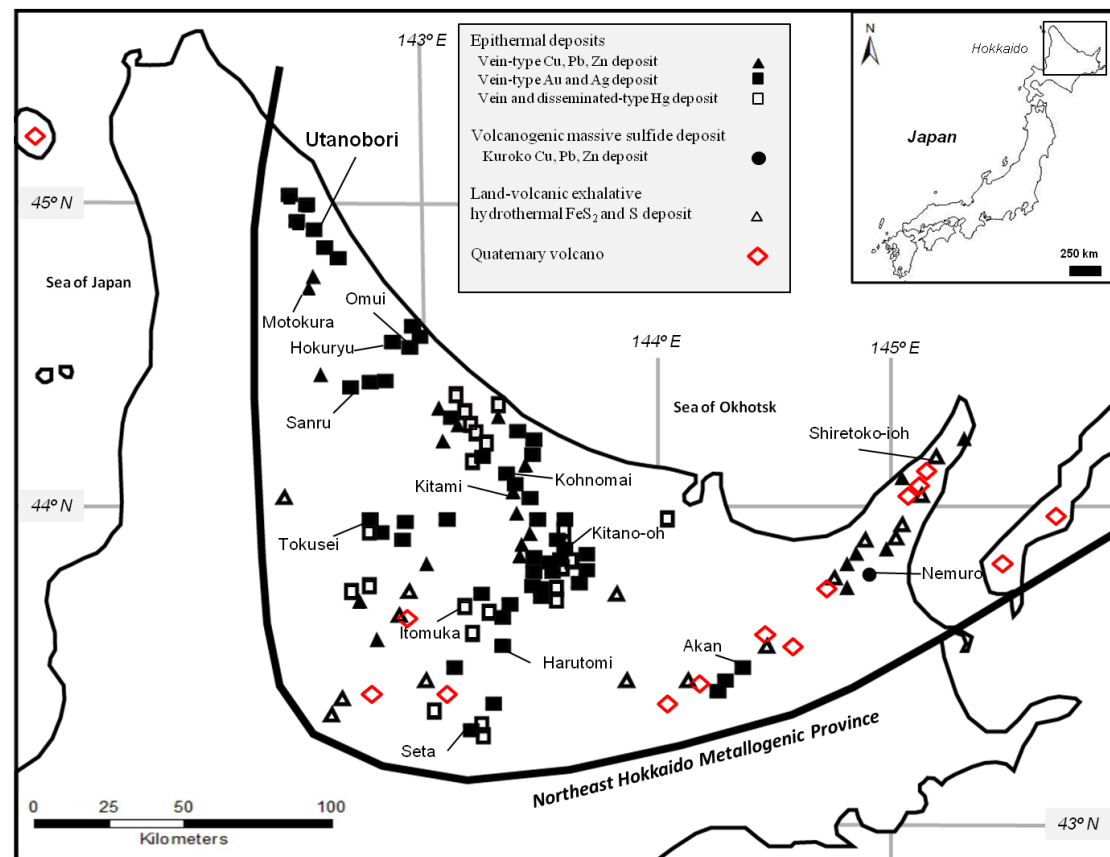 143° E
Epithermal deposits
Vein-type Cu, Pb, Zn deposit
Vein-type Au and Ag deposit
Vein and disseminated-type Hg deposit
Volcanogenic massive sulfide deposit
Kuroko Cu, Pb, Zn deposit
Land-volcanic exhalative
hydrothermal FeS₂ and S deposit
Quaternary volcano
N
Hokkaido
Japan
250 km
Utanobori
45° N
Sea of Japan
Motokura
Omui
Hokuryu
144° E
145° E
Sanru
Sea of Okhotsk
Shiretoko-ioh
Kohnomai
Kitami
44° N
Tokusei
Kitano-oh
Nemuro
Itomuka
Harutomi
Akan
Seta
Northeast Hokkaido Metallogenic Province
0 25 50 100
Kilometers
43° N